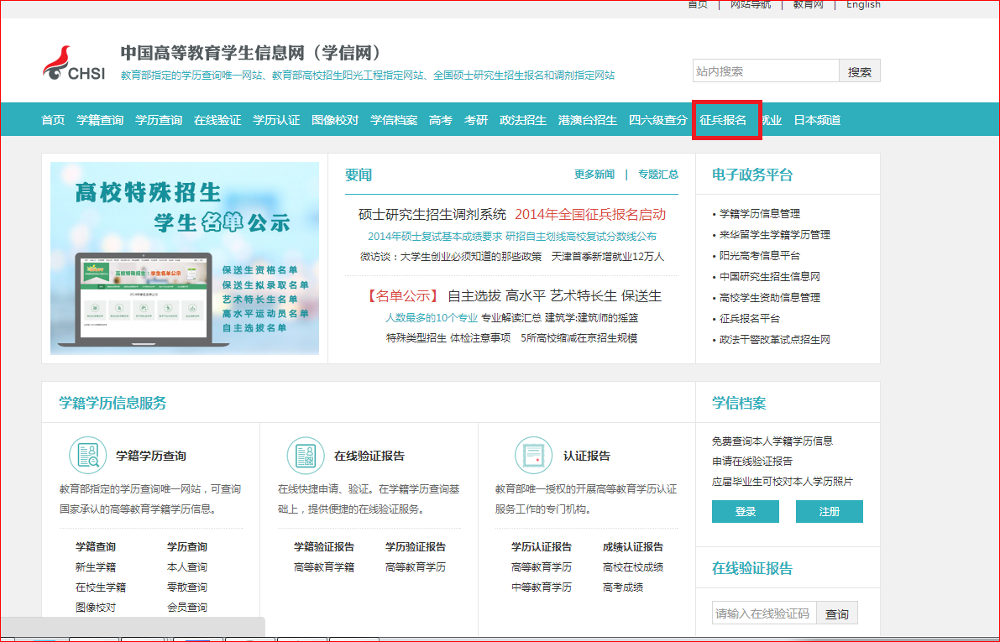 首页 | 网站导航 | 教育网 | English
中国高等教育学生信息网（学信网）
CHSI
教育部指定的学历查询唯一网站、教育部高校招生阳光工程指定网站、全国硕士研究生招生报名和调剂指定网站
站内搜索 搜索
首页 学籍查询 学历查询 在线验证 学历认证 图像校对 学信档案 高考 考研 政法招生 港澳台招生 四六级查分 征兵报名 就业 日本频道
高校特殊招生
学生名单公示
保送生资格名单
保送生拟录取名单
艺术特长生名单
高水平运动员名单
自主选拔名单
要闻 更多新闻 | 专题汇总
硕士研究生招生调剂系统 2014年全国征兵报名启动
2014年硕士复试基本成绩要求 研招自主划线高校复试分数线公布
微访谈：大学生创业必须知道的那些政策 天津首季新增就业12万人
【名单公示】 自主选拔 高水平 艺术特长生 保送生
人数最多的10个专业 专业解读汇总 建筑学:建筑师的摇篮
特殊类型招生 体检注意事项 5所高校缩减在京招生规模
电子政务平台
• 学籍学历信息管理
• 来华留学生学籍学历管理
• 阳光高考信息平台
• 中国研究生招生信息网
• 高校学生资助信息管理
• 征兵报名平台
• 政法干警改革试点招生网
学籍学历信息服务
学籍学历查询
教育部指定的学历查询唯一网站，可查询
国家承认的高等教育学籍学历信息。
学籍查询 学历查询
新生学籍 本人查询
在校生学籍 零散查询
图像校对 会员查询
在线验证报告
在线快捷申请、验证。在学籍学历查询基
础上，提供便捷的在线验证服务。
学籍验证报告 学历验证报告
高等教育学籍 高等教育学历
认证报告
教育部唯一授权的开展高等教育学历认证
服务工作的专门机构。
学历认证报告 成绩认证报告
高等教育学历 高校在校成绩
中等教育学历 高考成绩
学信档案
免费查询本人学籍学历信息
申请在线验证报告
应届毕业生可校对本人学历照片
登录 注册
在线验证报告
请输入在线验证码 查询